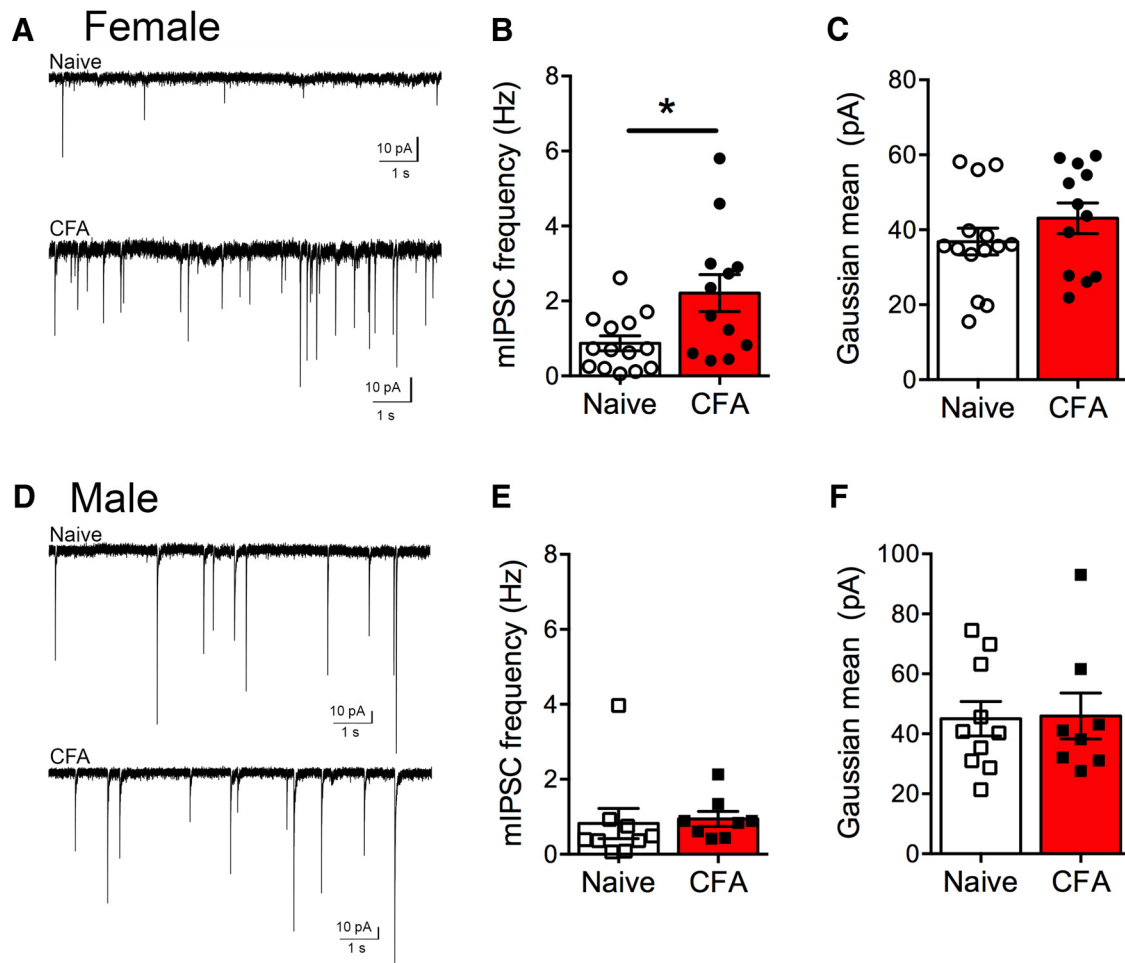 A Female
Naive
10 pA
1 s
CFA
10 pA
1 s
B
mIPSC frequency (Hz)
8
6
4
2
0
*
Naive CFA
C
Gaussian mean (pA)
80
60
40
20
0
Naive CFA
D Male
Naive
10 pA
1 s
CFA
10 pA
1 s
E
mIPSC frequency (Hz)
8
6
4
2
0
Naive CFA
F
Gaussian mean (pA)
100
80
60
40
20
0
Naive CFA